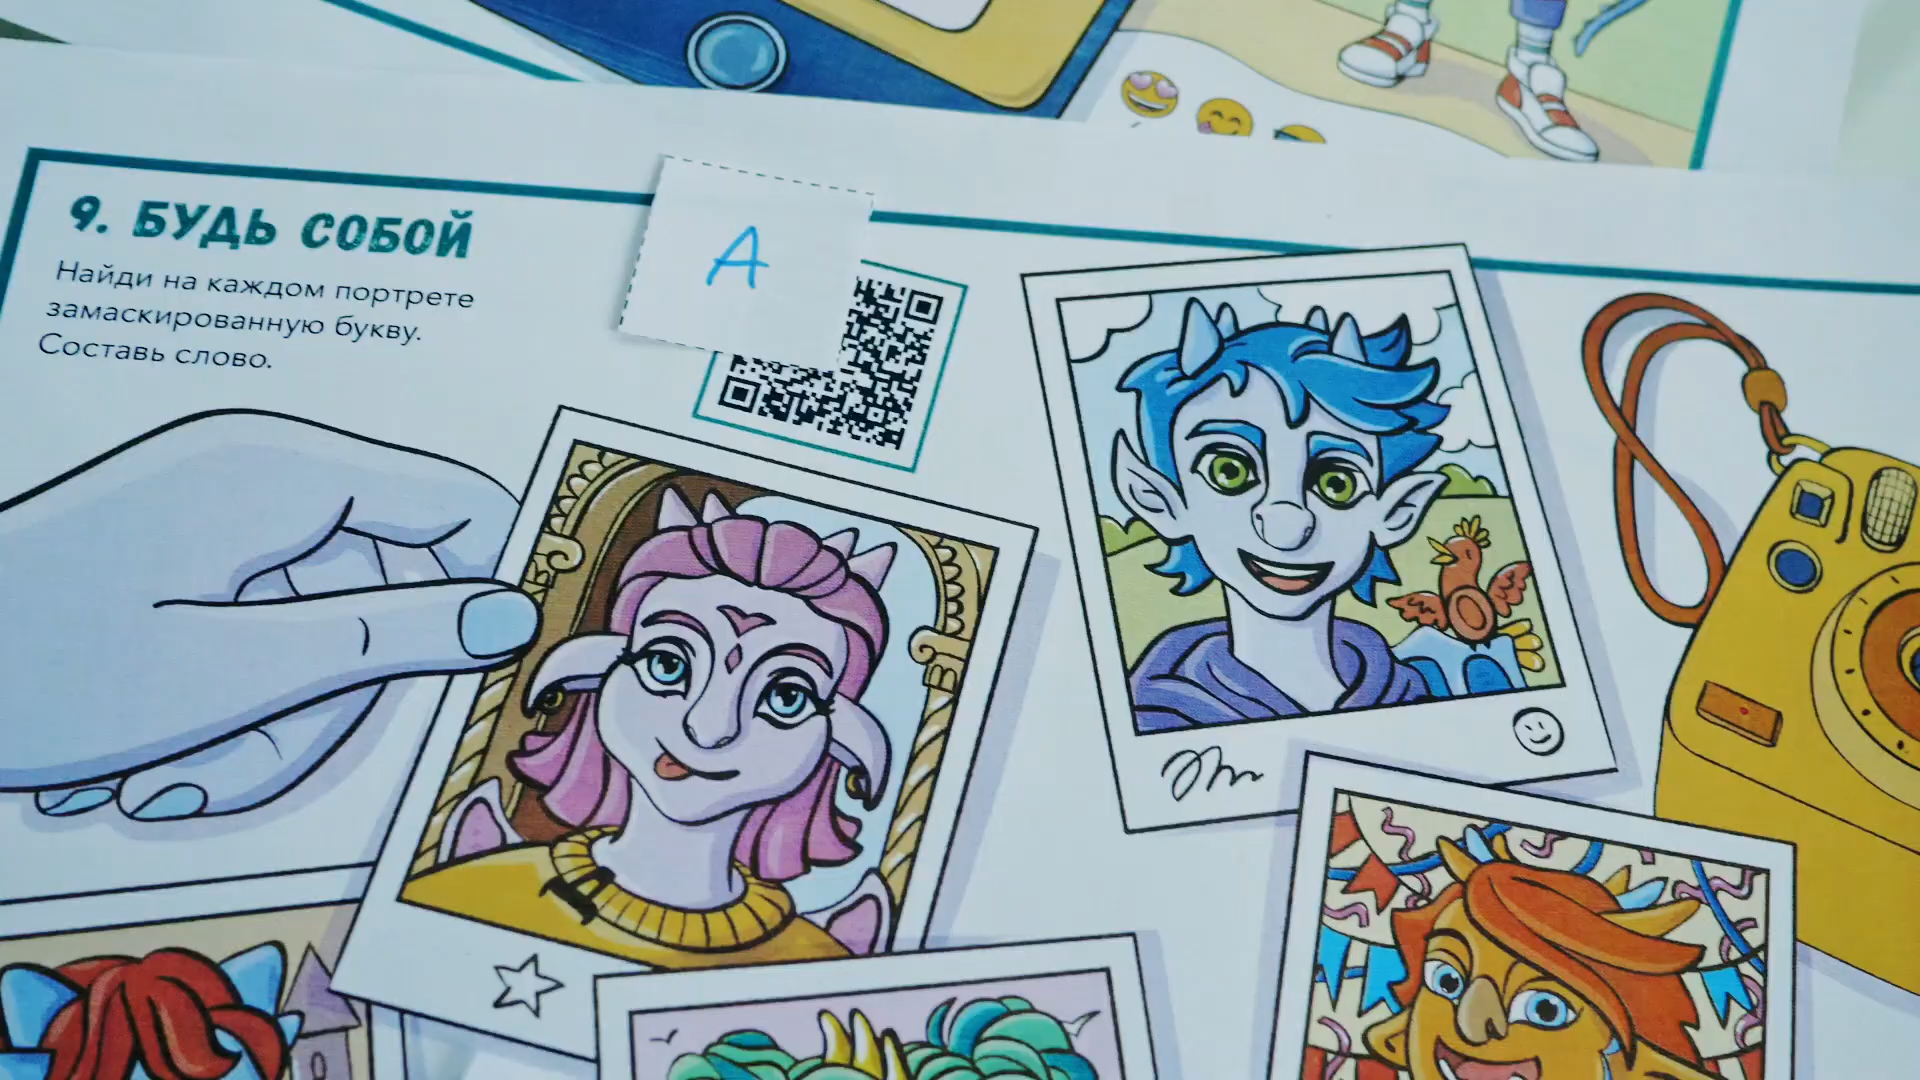 9. БУДЬ СОБОЙ
Найди на каждом портрете
замаскированную букву.
Составь слово.
А